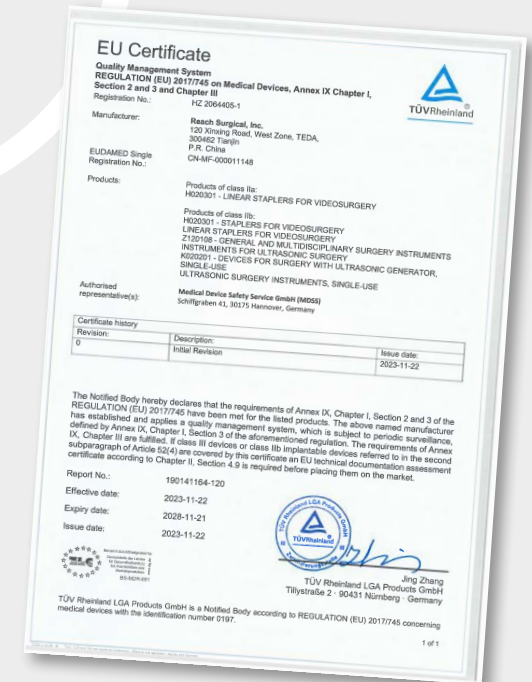 EU Certificate
Quality Management System
REGULATION (EU) 2017/745 on Medical Devices, Annex IX Chapter I,
Section 2 and 3 and Chapter III
Registration No.: HZ 2064405-1
TÜVRheinland
Manufacturer: Reach Surgical, Inc.
120 Xinxing Road, West Zone, TEDA,
300462 Tianjin
P.R. China
EUDAMED Single
Registration No.: CN-MF-000011148
Products: Products of class IIa:
H020301 - LINEAR STAPLERS FOR VIDEOSURGERY
Products of class IIb:
H020301 - STAPLERS FOR VIDEOSURGERY
LINEAR STAPLERS FOR VIDEOSURGERY
Z120108 - GENERAL AND MULTIDISCIPLINARY SURGERY INSTRUMENTS
INSTRUMENTS FOR ULTRASONIC SURGERY
K020201 - DEVICES FOR SURGERY WITH ULTRASONIC GENERATOR,
SINGLE-USE
ULTRASONIC SURGERY INSTRUMENTS, SINGLE-USE
Authorised
representative(s): Medical Device Safety Service GmbH (MDSS)
Schiffgraben 41, 30175 Hannover, Germany
Certificate history
Revision: Description: Issue date:
0 Initial Revision 2023-11-22
The Notified Body hereby declares that the requirements of Annex IX, Chapter I, Section 2 and 3 of the
REGULATION (EU) 2017/745 have been met for the listed products. The above named manufacturer
has established and applies a quality management system, which is subject to periodic surveillance,
defined by Annex IX, Chapter I, Section 3 of the aforementioned regulation. The requirements of Annex
IX, Chapter III are fulfilled. If class III devices or class IIb implantable devices referred to in the second
subparagraph of Article 52(4) are covered by this certificate an EU technical documentation assessment
certificate according to Chapter II, Section 4.9 is required before placing them on the market.
Report No.: 190141164-120
Effective date: 2023-11-22
Expiry date: 2028-11-21
Issue date: 2023-11-22
TÜV Rheinland LGA Products GmbH
TÜVRheinland
Jing Zhang
TÜV Rheinland LGA Products GmbH
Tillystraße 2 · 90431 Nürnberg · Germany
TÜV Rheinland LGA Products GmbH is a Notified Body according to REGULATION (EU) 2017/745 concerning
medical devices with the identification number 0197.
1 of 1